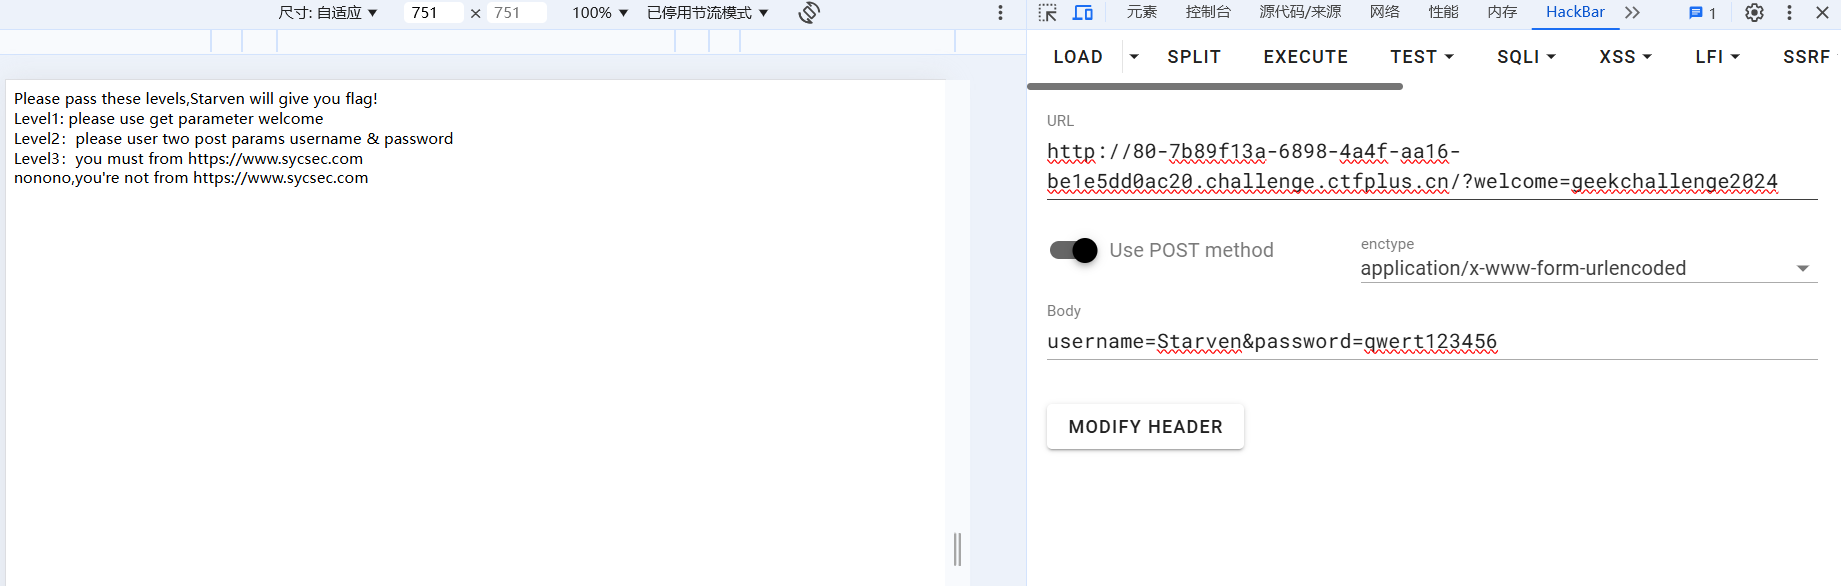 尺寸: 自适应 ▼ 751 × 751 100% ▼ 已停用节流模式 ▼
元素 控制台 源代码/来源 网络 性能 内存 HackBar 1
LOAD SPLIT EXECUTE TEST SQLI XSS LFI SSRF
Please pass these levels,Starven will give you flag!
Level1: please use get parameter welcome
Level2：please user two post params username & password
Level3：you must from https://www.sycsec.com
nonono,you're not from https://www.sycsec.com
URL
http://80-7b89f13a-6898-4a4f-aa16-
be1e5dd0ac20.challenge.ctfplus.cn/?welcome=geekchallenge2024
Use POST method
enctype
application/x-www-form-urlencoded
Body
username=Starven&password=qwert123456
MODIFY HEADER